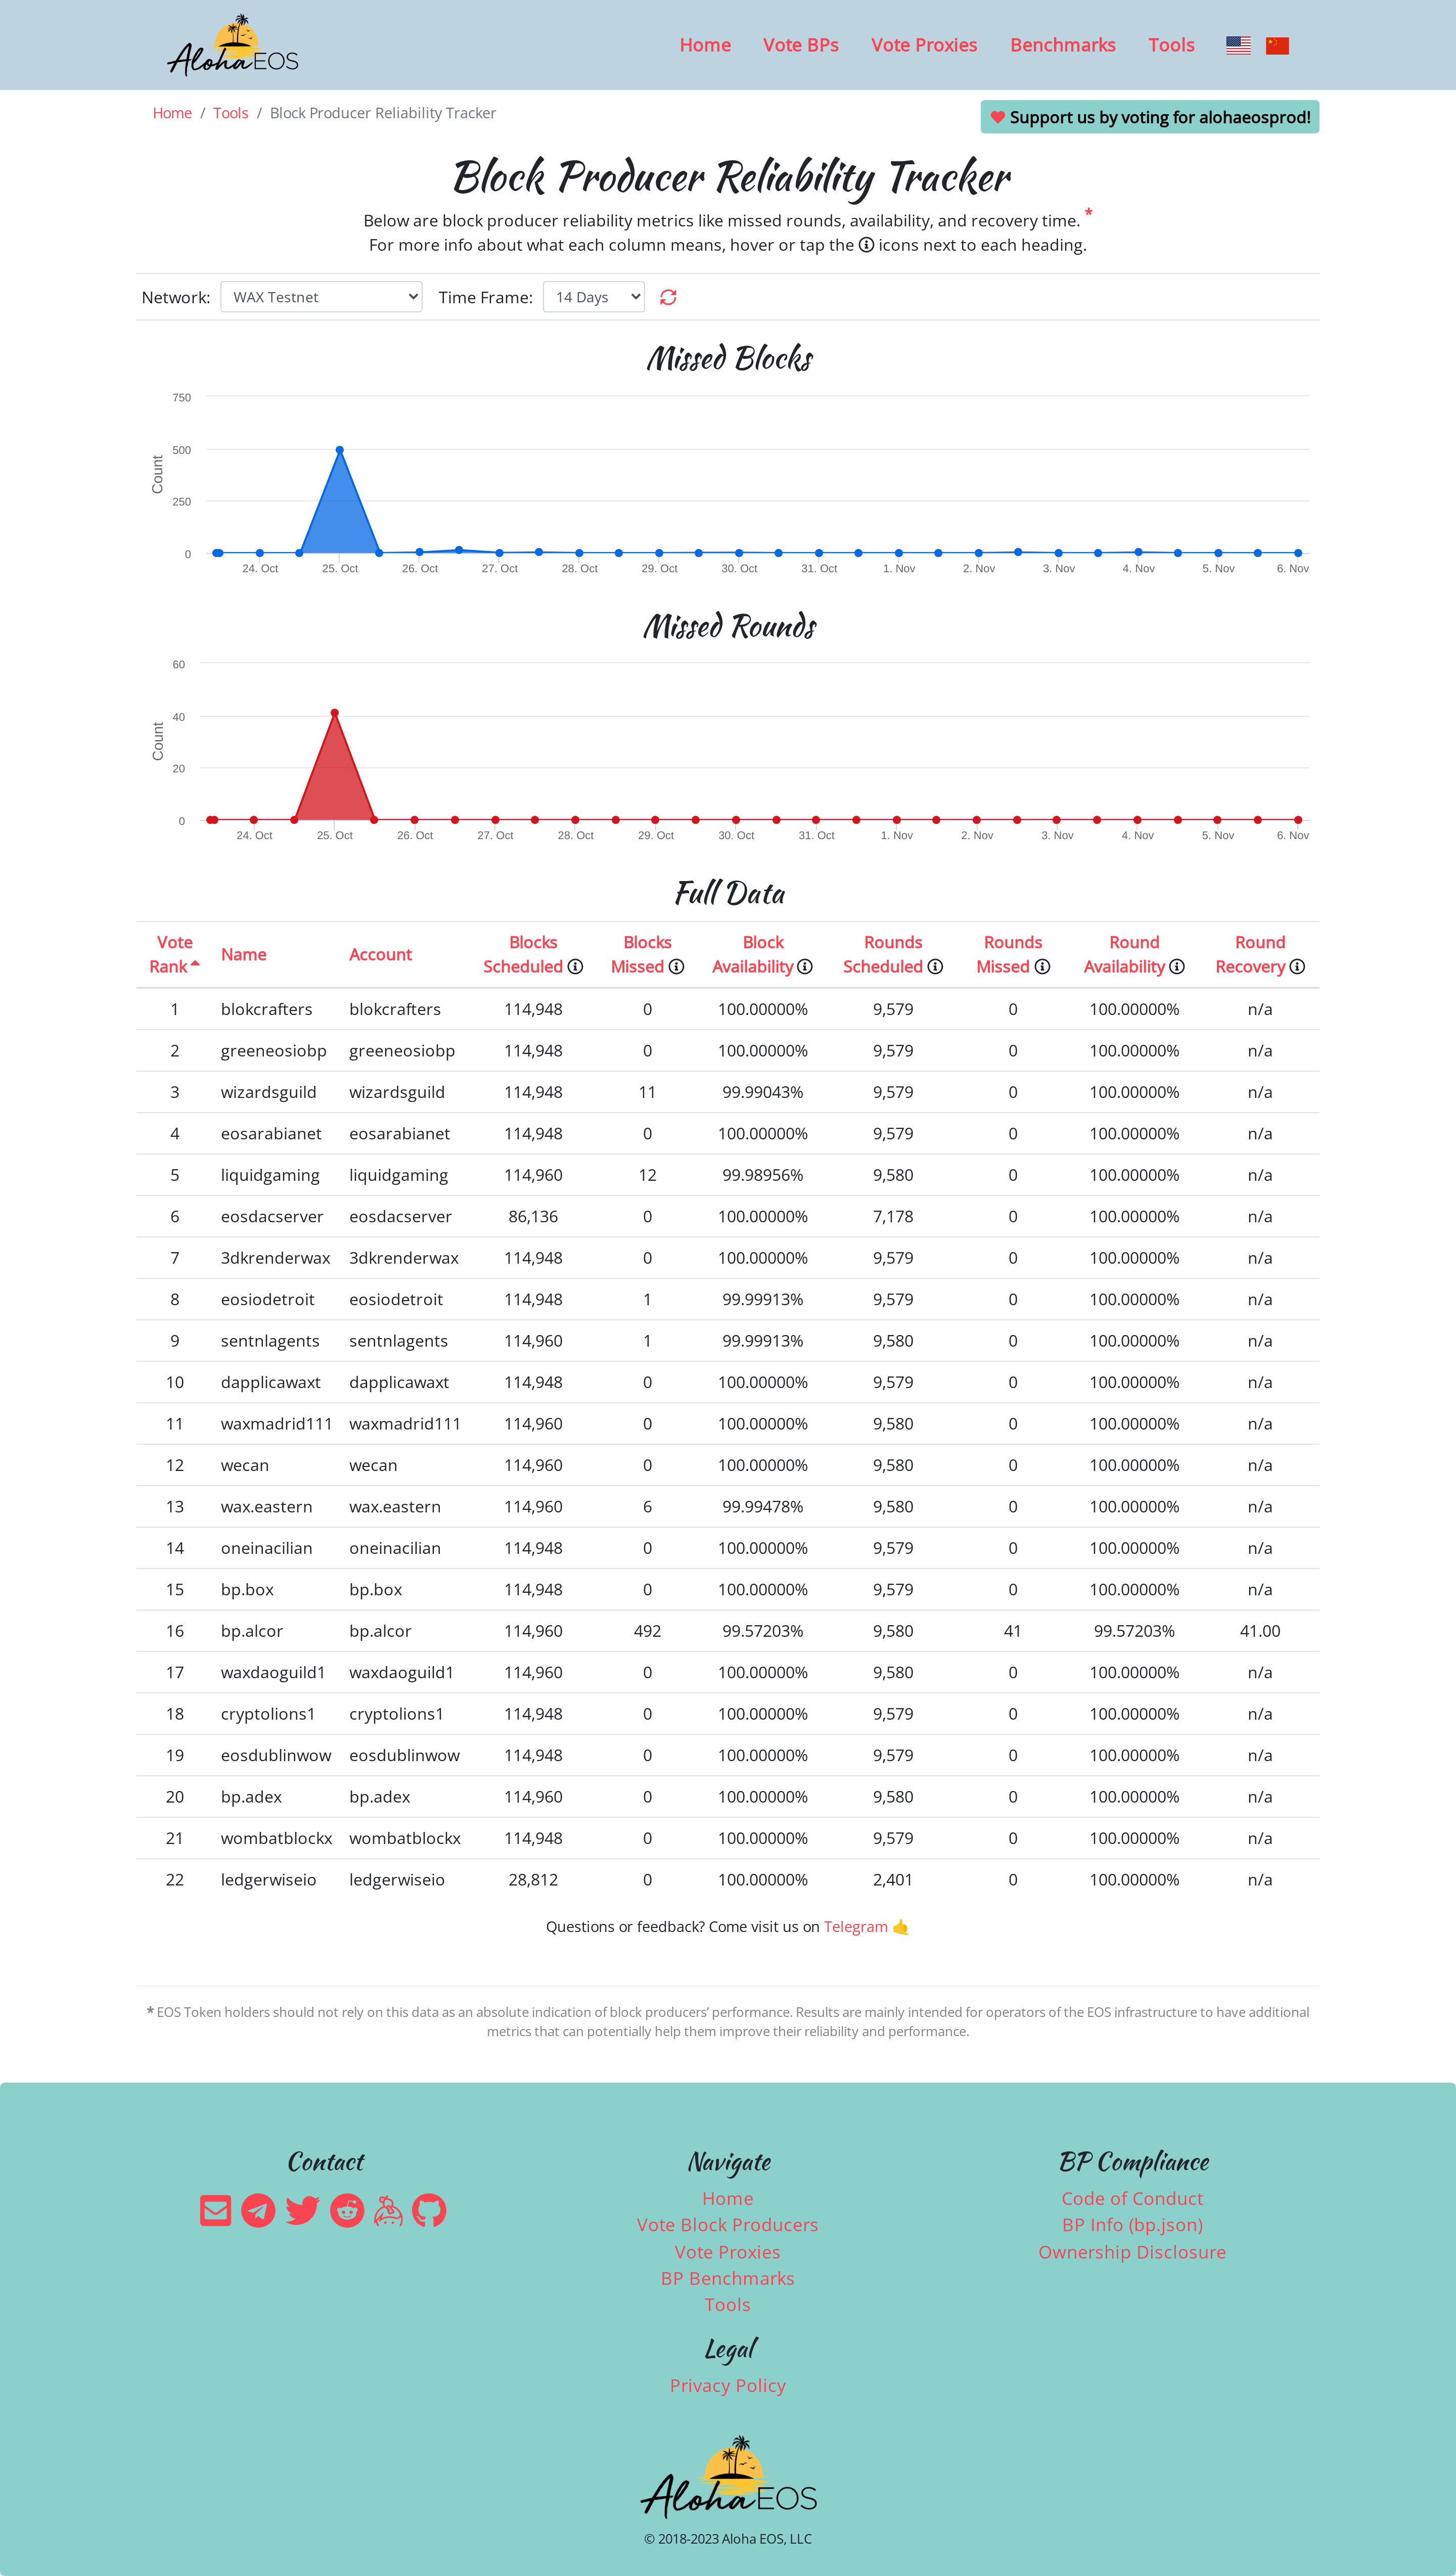 Aloha EOS
Home Vote BPs Vote Proxies Benchmarks Tools
Home / Tools / Block Producer Reliability Tracker
Support us by voting for alohaeosprod!
Block Producer Reliability Tracker
Below are block producer reliability metrics like missed rounds, availability, and recovery time. *
For more info about what each column means, hover or tap the icons next to each heading.
Network: WAX Testnet Time Frame: 14 Days
Missed Blocks
Count
750
500
250
0
24. Oct 25. Oct 26. Oct 27. Oct 28. Oct 29. Oct 30. Oct 31. Oct 1. Nov 2. Nov 3. Nov 4. Nov 5. Nov 6. Nov
Missed Rounds
Count
60
40
20
0
24. Oct 25. Oct 26. Oct 27. Oct 28. Oct 29. Oct 30. Oct 31. Oct 1. Nov 2. Nov 3. Nov 4. Nov 5. Nov 6. Nov
Full Data
Vote Rank Name Account Blocks Scheduled Blocks Missed Block Availability Rounds Scheduled Rounds Missed Round Availability Round Recovery
1 blokcrafters blokcrafters 114,948 0 100.00000% 9,579 0 100.00000% n/a
2 greeneosiobp greeneosiobp 114,948 0 100.00000% 9,579 0 100.00000% n/a
3 wizardsguild wizardsguild 114,948 11 99.99043% 9,579 0 100.00000% n/a
4 eosarabianet eosarabianet 114,948 0 100.00000% 9,579 0 100.00000% n/a
5 liquidgaming liquidgaming 114,960 12 99.98956% 9,580 0 100.00000% n/a
6 eosdacserver eosdacserver 86,136 0 100.00000% 7,178 0 100.00000% n/a
7 3dkrenderwax 3dkrenderwax 114,948 0 100.00000% 9,579 0 100.00000% n/a
8 eosiodetroit eosiodetroit 114,948 1 99.99913% 9,579 0 100.00000% n/a
9 sentnlagents sentnlagents 114,960 1 99.99913% 9,580 0 100.00000% n/a
10 dapplicawaxt dapplicawaxt 114,948 0 100.00000% 9,579 0 100.00000% n/a
11 waxmadrid111 waxmadrid111 114,960 0 100.00000% 9,580 0 100.00000% n/a
12 wecan wecan 114,960 0 100.00000% 9,580 0 100.00000% n/a
13 wax.eastern wax.eastern 114,960 6 99.99478% 9,580 0 100.00000% n/a
14 oneinacilian oneinacilian 114,948 0 100.00000% 9,579 0 100.00000% n/a
15 bp.box bp.box 114,948 0 100.00000% 9,579 0 100.00000% n/a
16 bp.alcor bp.alcor 114,960 492 99.57203% 9,580 41 99.57203% 41.00
17 waxdaoguild1 waxdaoguild1 114,960 0 100.00000% 9,580 0 100.00000% n/a
18 cryptolions1 cryptolions1 114,948 0 100.00000% 9,579 0 100.00000% n/a
19 eosdublinwow eosdublinwow 114,948 0 100.00000% 9,579 0 100.00000% n/a
20 bp.adex bp.adex 114,960 0 100.00000% 9,580 0 100.00000% n/a
21 wombatblockx wombatblockx 114,948 0 100.00000% 9,579 0 100.00000% n/a
22 ledgerwiseio ledgerwiseio 28,812 0 100.00000% 2,401 0 100.00000% n/a
Questions or feedback? Come visit us on Telegram 🤙
* EOS Token holders should not rely on this data as an absolute indication of block producers’ performance. Results are mainly intended for operators of the EOS infrastructure to have additional
metrics that can potentially help them improve their reliability and performance.
Contact
Navigate
Home
Vote Block Producers
Vote Proxies
BP Benchmarks
Tools
Legal
Privacy Policy
BP Compliance
Code of Conduct
BP Info (bp.json)
Ownership Disclosure
Aloha EOS
© 2018-2023 Aloha EOS, LLC